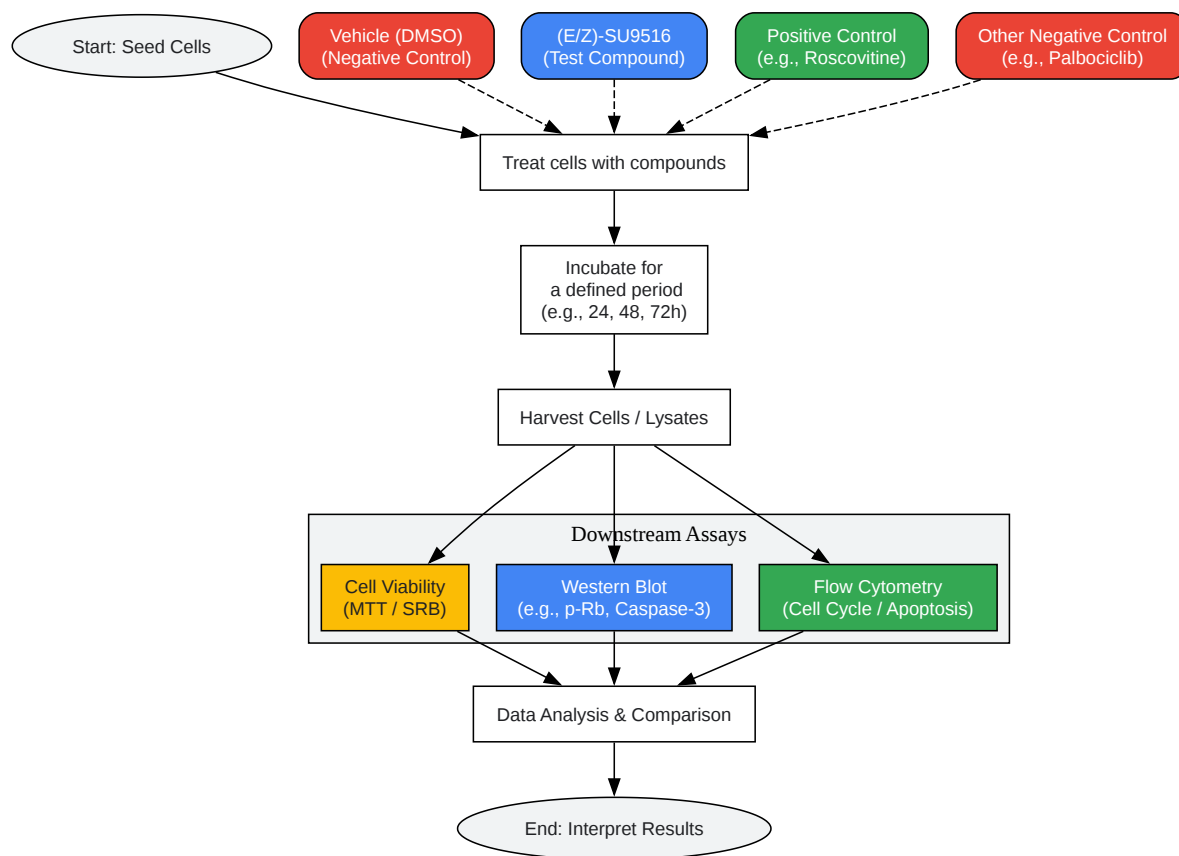 Start: Seed Cells
Vehicle (DMSO)
(Negative Control)
(E/Z)-SU9516
(Test Compound)
Positive Control
(e.g., Roscovitine)
Other Negative Control
(e.g., Palbociclib)
Treat cells with compounds
Incubate for
a defined period
(e.g., 24, 48, 72h)
Harvest Cells / Lysates
Downstream Assays
Cell Viability
(MTT / SRB)
Western Blot
(e.g., p-Rb, Caspase-3)
Flow Cytometry
(Cell Cycle / Apoptosis)
Data Analysis & Comparison
End: Interpret Results